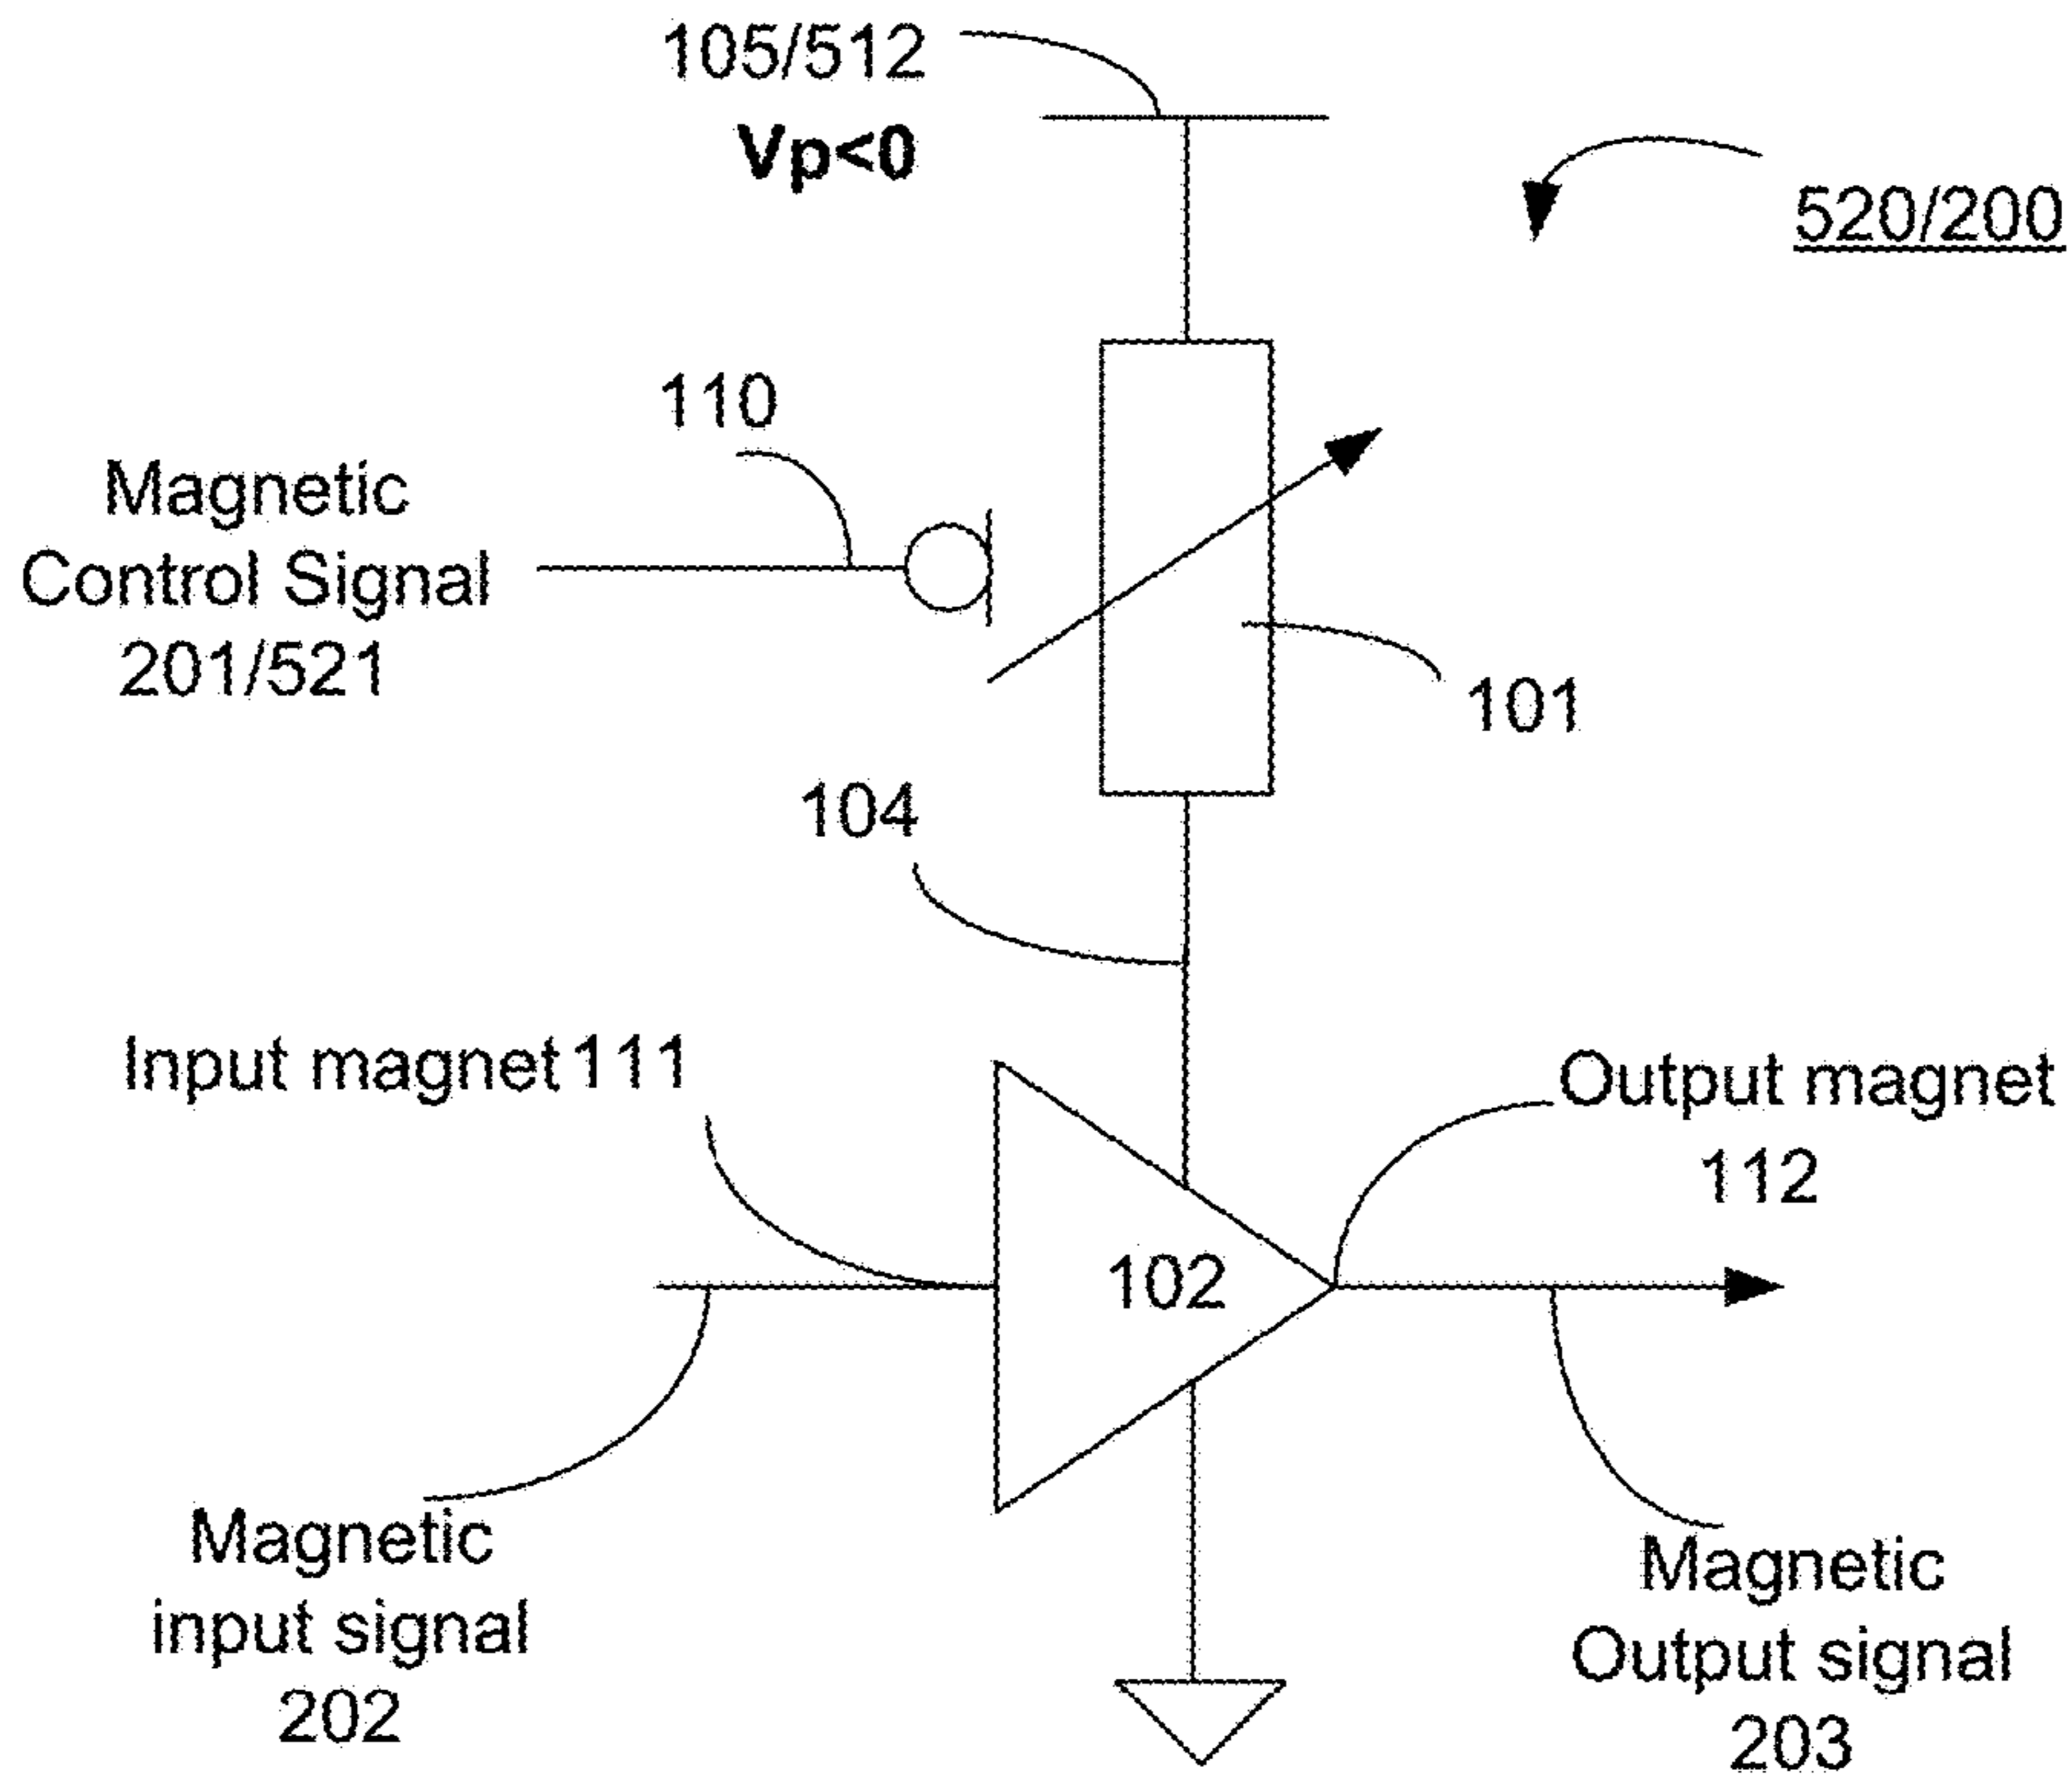 105/512
Vp<0
520/200
110
Magnetic
Control Signal
201/521
101
104
Input magnet 111
Output magnet
112
102
Magnetic
input signal
202
Magnetic
Output signal
203